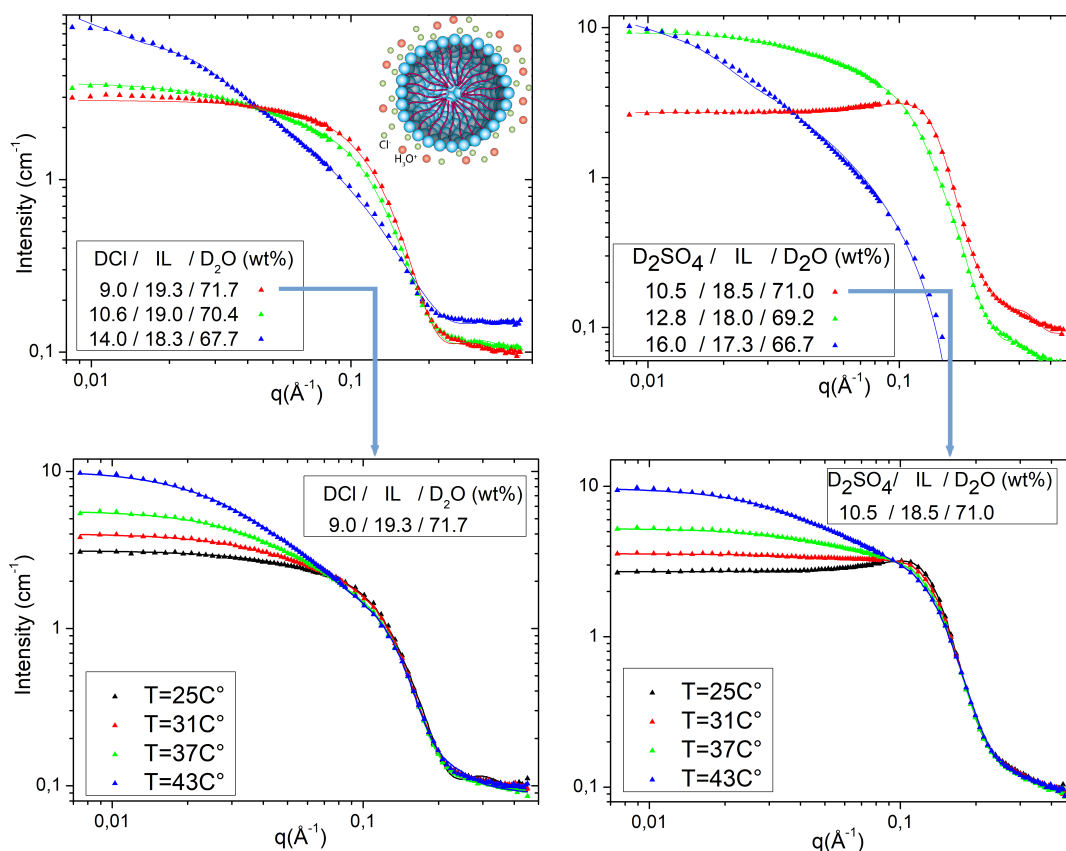 10
1
0,1
Intensity (cm⁻¹)
0,01
0,1
q(Å⁻¹)
Cl⁻
H₃O⁺
DCl / IL / D₂O (wt%)
9.0 / 19.3 / 71.7
10.6 / 19.0 / 70.4
14.0 / 18.3 / 67.7
10
1
0.1
0,01
0,1
q(Å⁻¹)
D₂SO₄ / IL / D₂O (wt%)
10.5 / 18.5 / 71.0
12.8 / 18.0 / 69.2
16.0 / 17.3 / 66.7
10
1
0,1
Intensity (cm⁻¹)
0,01
0,1
q(Å⁻¹)
DCl / IL / D₂O (wt%)
9.0 / 19.3 / 71.7
T=25C°
T=31C°
T=37C°
T=43C°
10
1
0,1
0,01
0,1
q(Å⁻¹)
D₂SO₄/ IL / D₂O (wt%)
10.5 / 18.5 / 71.0
T=25C°
T=31C°
T=37C°
T=43C°